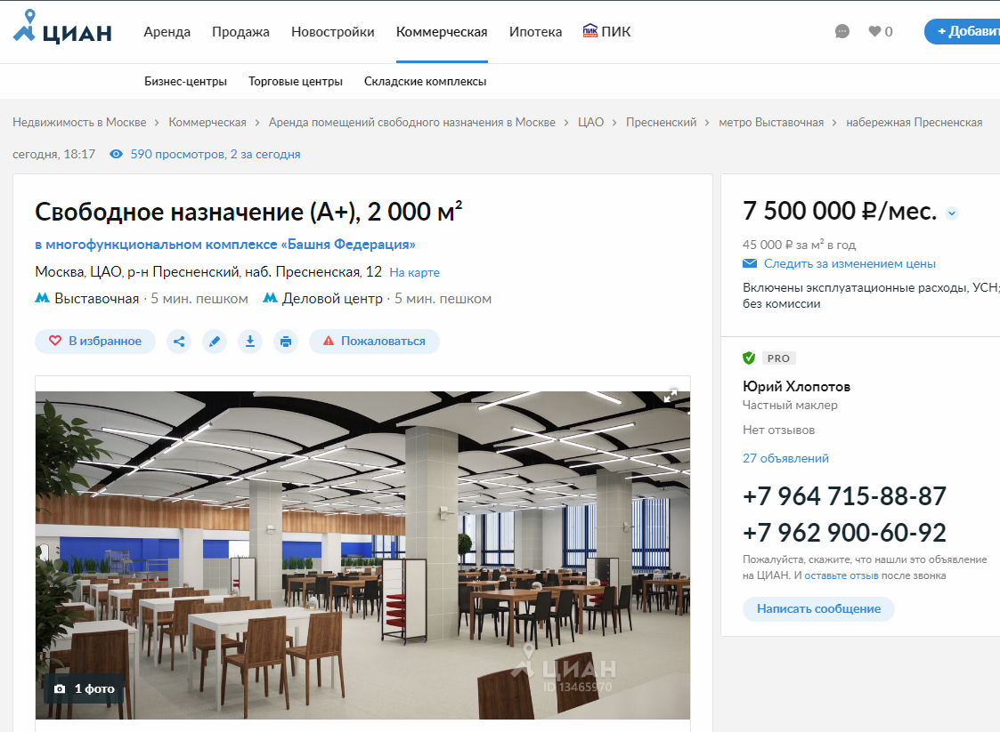 ЦИАН
Аренда Продажа Новостройки Коммерческая Ипотека ПИК ПИК 0 + Добавит
Бизнес-центры Торговые центры Складские комплексы
Недвижимость в Москве > Коммерческая > Аренда помещений свободного назначения в Москве > ЦАО > Пресненский > метро Выставочная > набережная Пресненская
сегодня, 18:17 590 просмотров, 2 за сегодня
Свободное назначение (A+), 2 000 м²
в многофункциональном комплексе «Башня Федерация»
Москва, ЦАО, р-н Пресненский, наб. Пресненская, 12 На карте
Выставочная · 5 мин. пешком Деловой центр · 5 мин. пешком
В избранное Пожаловаться
ЦИАН
ID 13465970
1 фото
7 500 000 ₽/мес.
45 000 ₽ за м² в год
Следить за изменением цены
Включены эксплуатационные расходы, УСН;
без комиссии
PRO
Юрий Хлопотов
Частный маклер
Нет отзывов
27 объявлений
+7 964 715-88-87
+7 962 900-60-92
Пожалуйста, скажите, что нашли это объявление
на ЦИАН. И оставьте отзыв после звонка
Написать сообщение